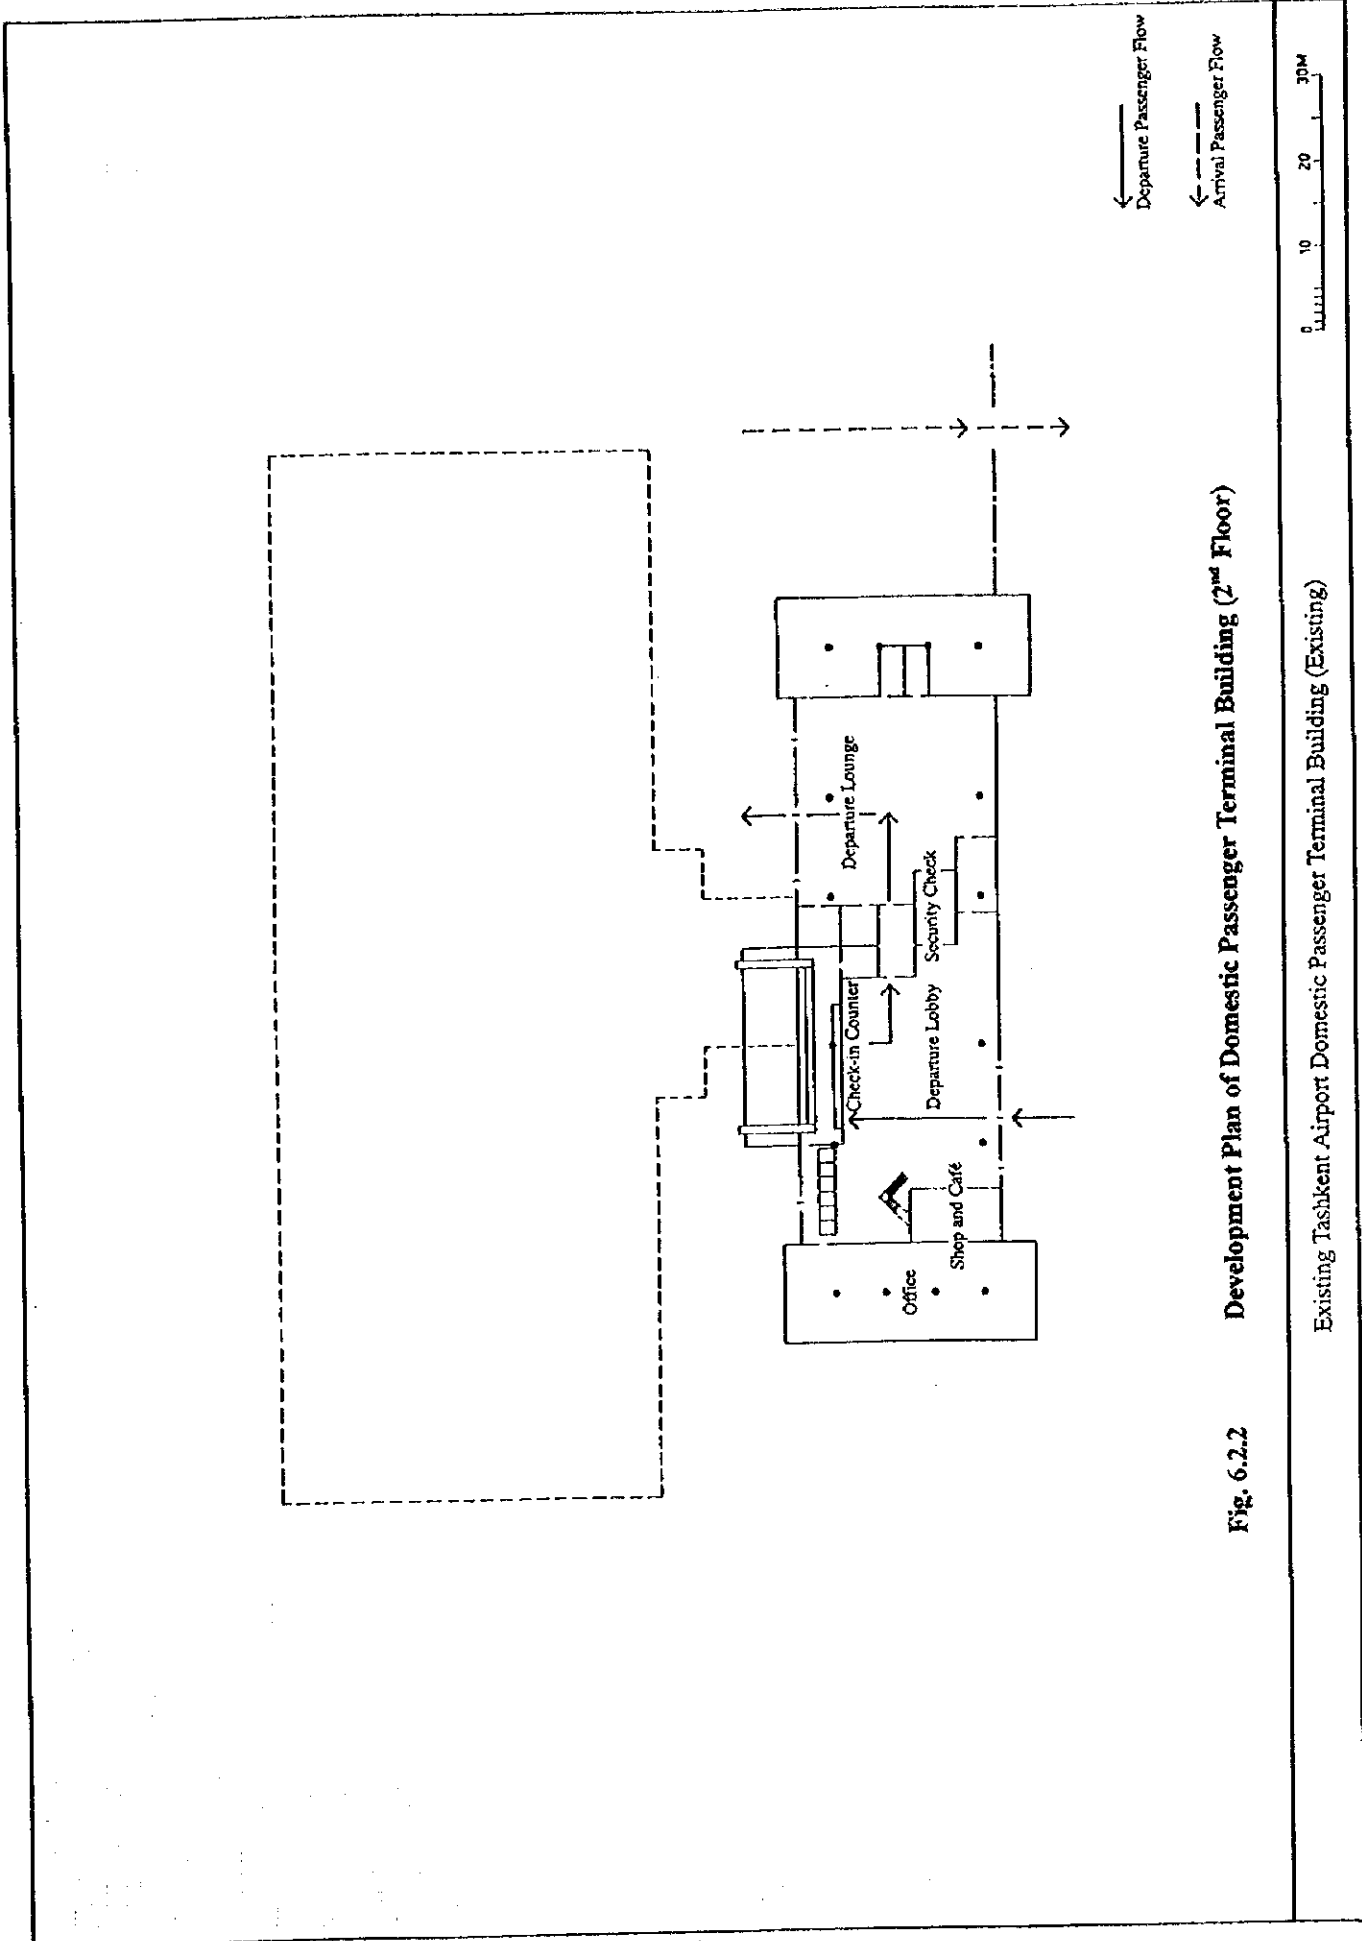 Departure Lounge
Check-in Counter
Security Check
Departure Lobby
Shop and Café
Office
Departure Passenger Flow
Arrival Passenger Flow
Fig. 6.2.2 Development Plan of Domestic Passenger Terminal Building (2nd Floor)
Existing Tashkent Airport Domestic Passenger Terminal Building (Existing)
0 10 20 30M